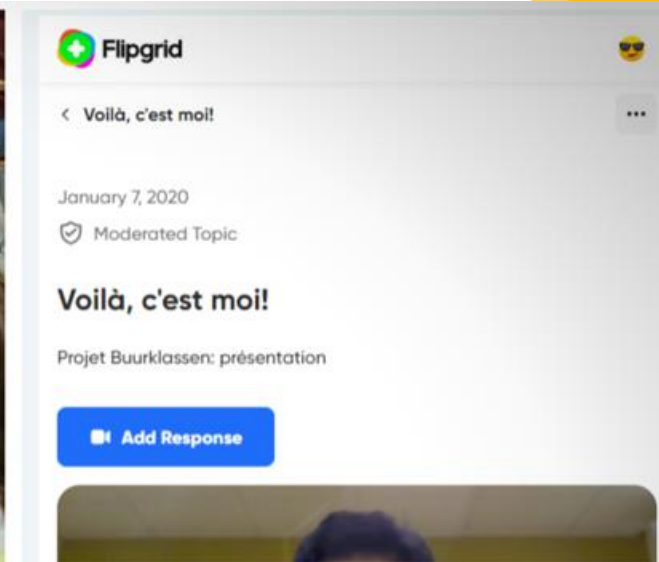 Flipgrid
< Voilà, c'est moi!
January 7, 2020
Moderated Topic
Voilà, c'est moi!
Projet Buurklassen: présentation
Add Response